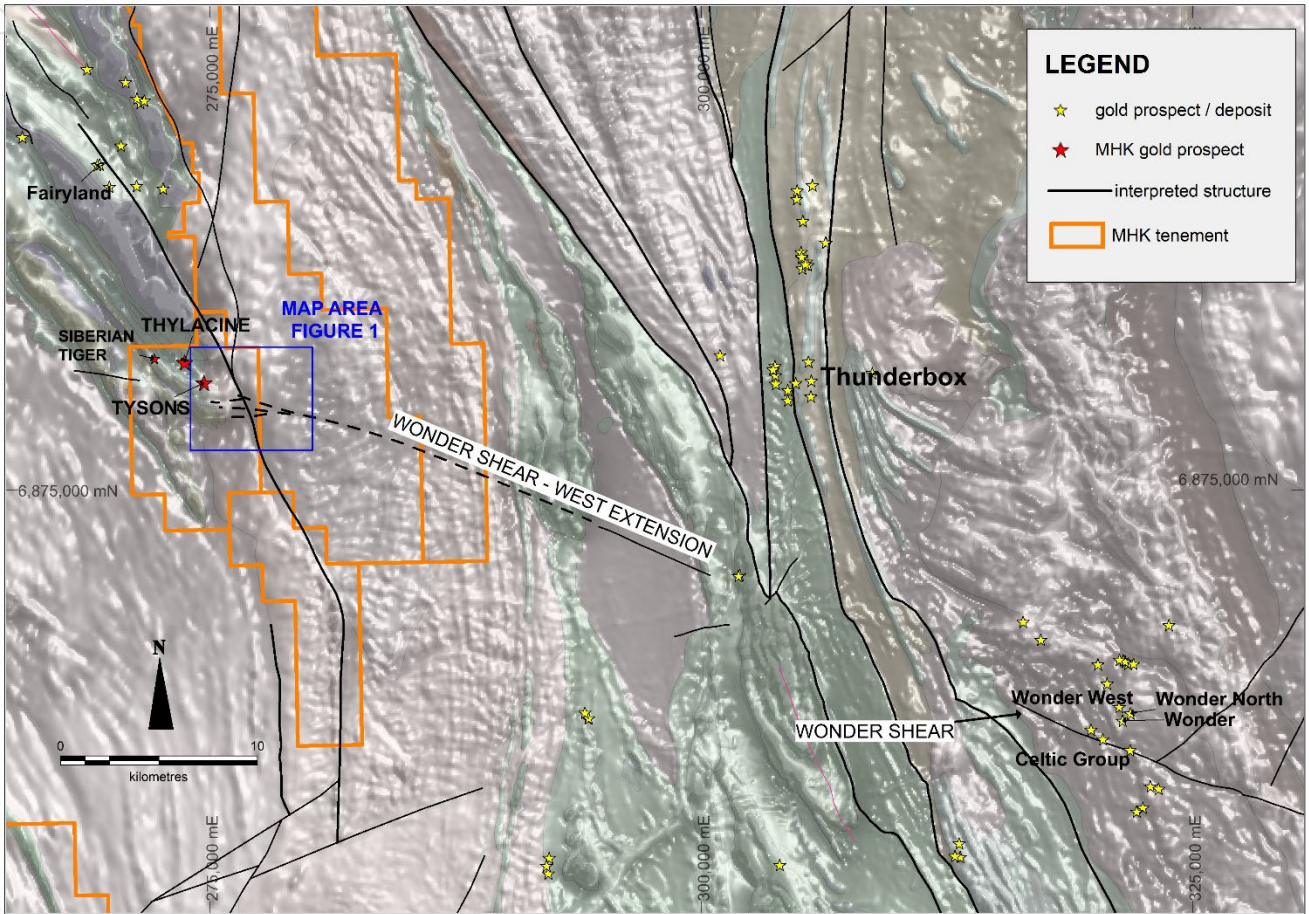 275,000 mE
300,000 mE
LEGEND
gold prospect / deposit
MHK gold prospect
interpreted structure
MHK tenement
Fairyland
MAP AREA
FIGURE 1
THYLACINE
SIBERIAN
TIGER
TYSONS
Thunderbox
WONDER SHEAR - WEST EXTENSION
6,875,000 mN
6,875,000 mN
N
0 10
kilometres
Wonder West
Wonder North
Wonder
WONDER SHEAR
Celtic Group
275,000 mE
300,000 mE
325,000 mE